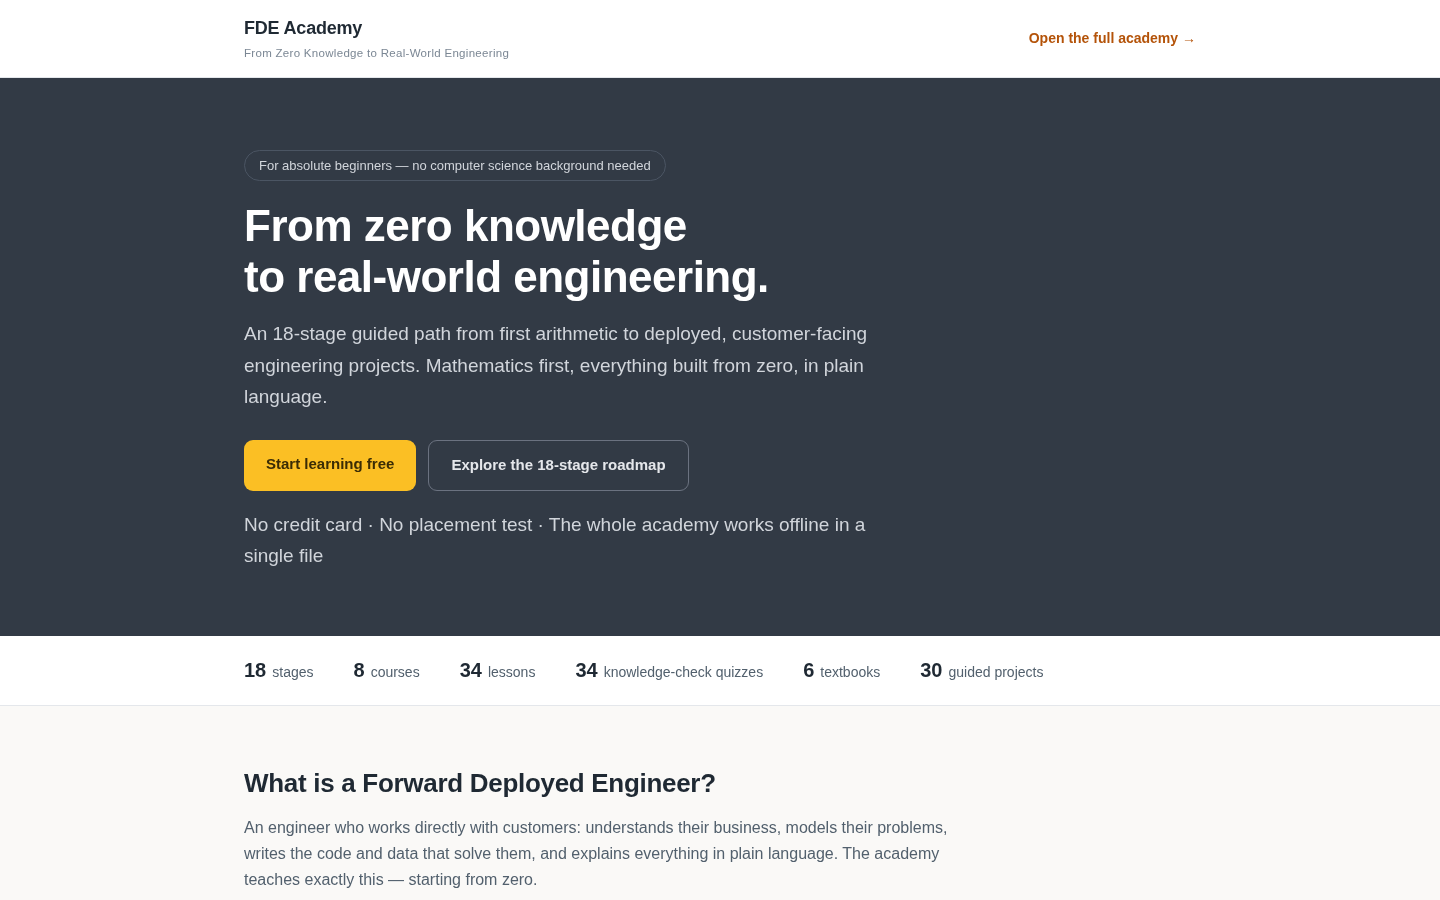 FDE Academy
From Zero Knowledge to Real-World Engineering
Open the full academy →
For absolute beginners — no computer science background needed
From zero knowledge
to real-world engineering.
An 18-stage guided path from first arithmetic to deployed, customer-facing
engineering projects. Mathematics first, everything built from zero, in plain
language.
Start learning free
Explore the 18-stage roadmap
No credit card · No placement test · The whole academy works offline in a
single file
18 stages 8 courses 34 lessons 34 knowledge-check quizzes 6 textbooks 30 guided projects
What is a Forward Deployed Engineer?
An engineer who works directly with customers: understands their business, models their problems,
writes the code and data that solve them, and explains everything in plain language. The academy
teaches exactly this — starting from zero.